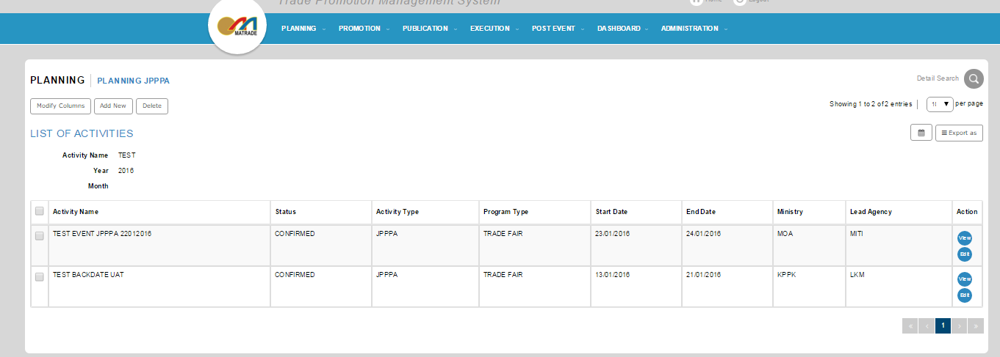 Trade Promotion Management System Home Logout
MATRADE
PLANNING PROMOTION PUBLICATION EXECUTION POST EVENT DASHBOARD ADMINISTRATION
PLANNING | PLANNING JPPPA
Detail Search
Modify Columns Add New Delete
Showing 1 to 2 of 2 entries | per page
LIST OF ACTIVITIES
Export as
Activity Name TEST
Year 2016
Month
Activity Name Status Activity Type Program Type Start Date End Date Ministry Lead Agency Action
TEST EVENT JPPPA 22012016 CONFIRMED JPPPA TRADE FAIR 23/01/2016 24/01/2016 MOA MITI View
Edit
TEST BACKDATE UAT CONFIRMED JPPPA TRADE FAIR 13/01/2016 21/01/2016 KPPK LKM View
Edit
« ‹ 1 › »